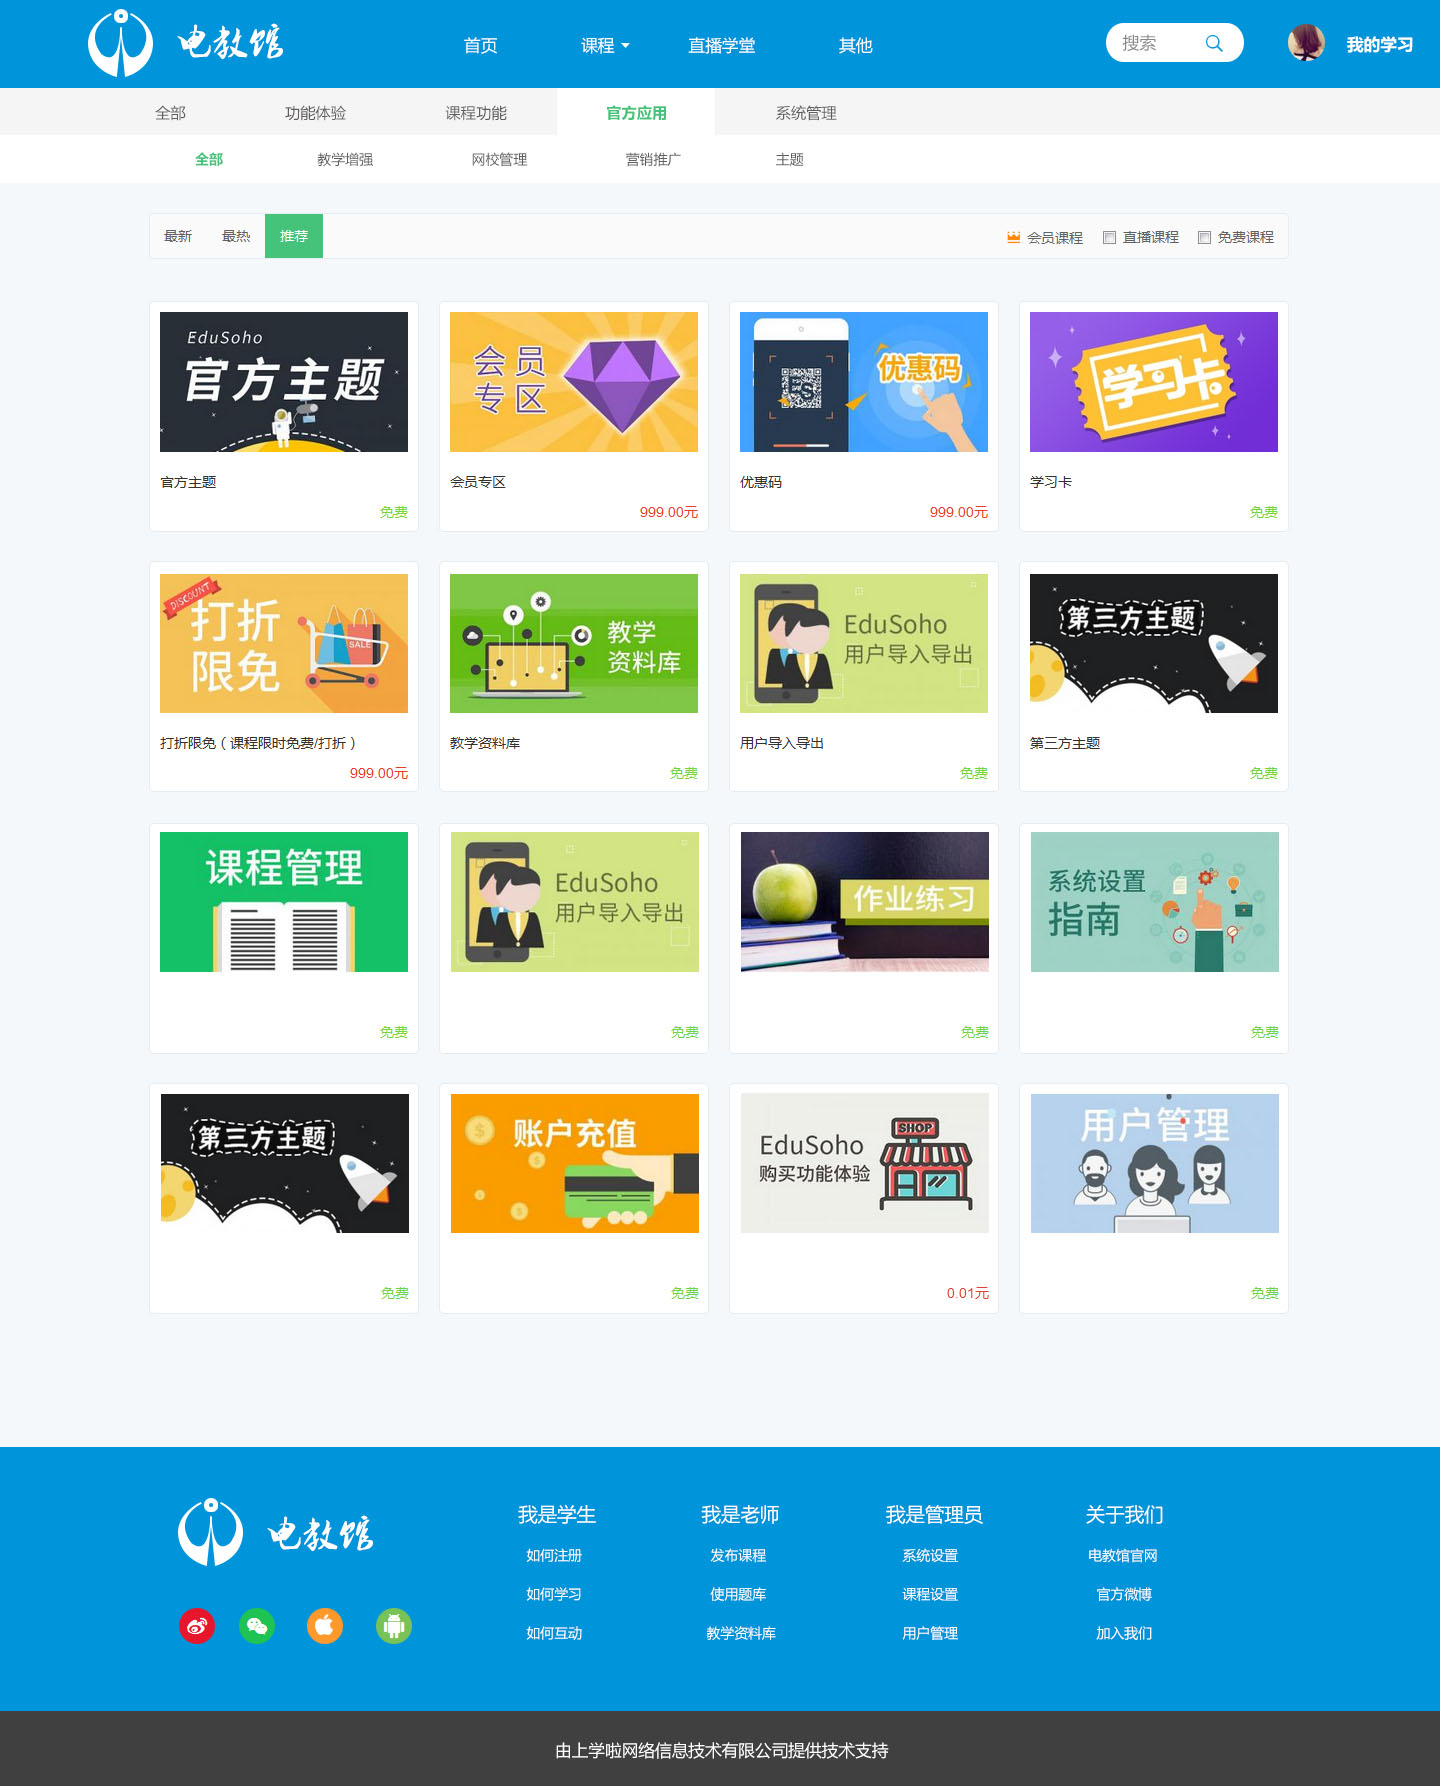 电教馆
首页 课程 直播学堂 其他
搜索
我的学习
全部 功能体验 课程功能 官方应用 系统管理
全部 教学增强 网校管理 营销推广 主题
最新 最热 推荐
会员课程 直播课程 免费课程
EduSoho
官方主题
官方主题
免费
会员
专区
会员专区
999.00元
优惠码
优惠码
999.00元
学习卡
学习卡
免费
DISCOUNT
打折
限免
SALE
打折限免（课程限时免费/打折）
999.00元
教学
资料库
教学资料库
免费
EduSoho
用户导入导出
用户导入导出
免费
第三方主题
第三方主题
免费
课程管理
免费
EduSoho
用户导入导出
免费
作业练习
免费
系统设置
指南
免费
第三方主题
免费
账户充值
免费
EduSoho
购买功能体验
SHOP
0.01元
用户管理
免费
电教馆
我是学生
如何注册
如何学习
如何互动
我是老师
发布课程
使用题库
教学资料库
我是管理员
系统设置
课程设置
用户管理
关于我们
电教馆官网
官方微博
加入我们
由上学啦网络信息技术有限公司提供技术支持